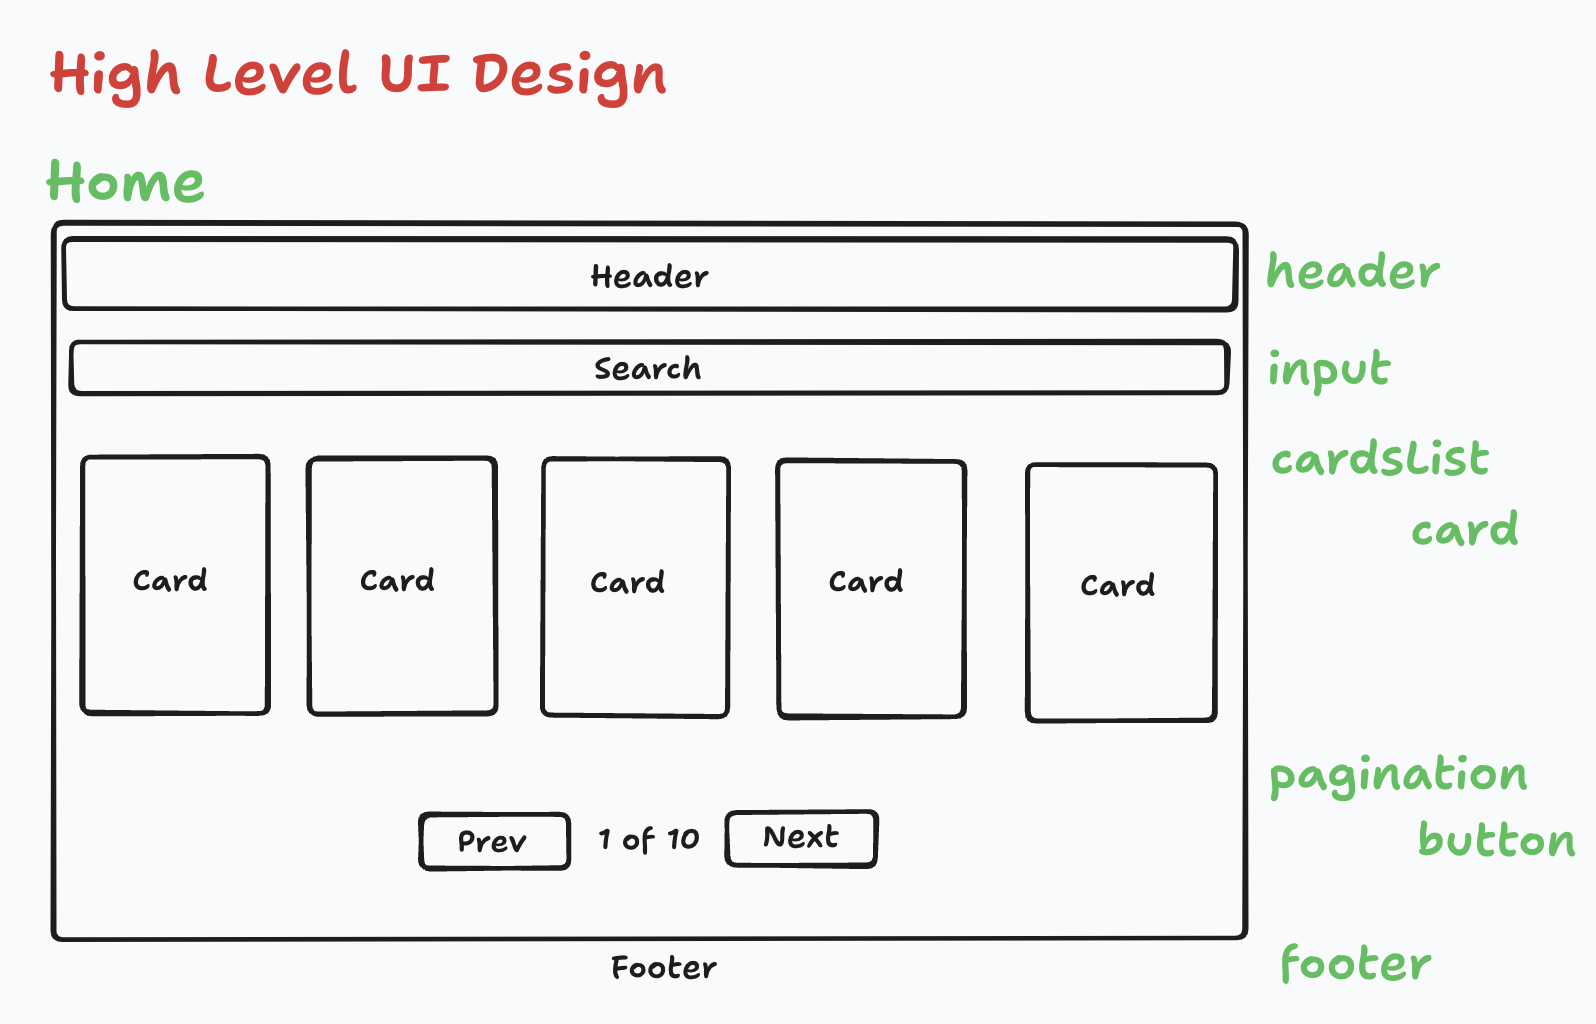 High Level UI Design
Home
Header
header
Search
input
cardsList
card
Card Card Card Card Card
pagination
Prev 1 of 10 Next
button
Footer
footer